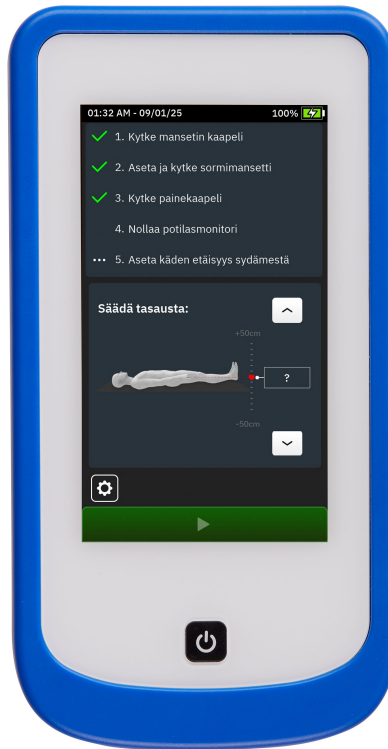 01:32 AM - 09/01/25 100%
1. Kytke mansetin kaapeli
2. Aseta ja kytke sormimansetti
3. Kytke painekaapeli
4. Nollaa potilasmonitori
5. Aseta käden etäisyys sydämestä
Säädä tasausta:
+50cm
?
-50cm